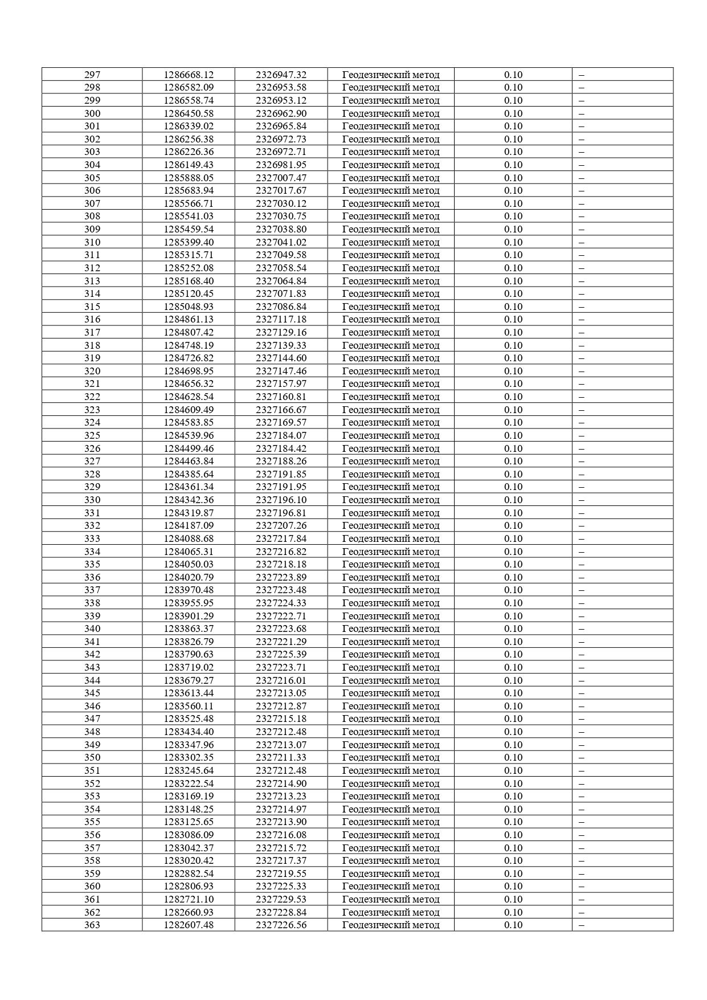 297 1286668.12 2326947.32 Геодезический метод 0.10 –
298 1286582.09 2326953.58 Геодезический метод 0.10 –
299 1286558.74 2326953.12 Геодезический метод 0.10 –
300 1286450.58 2326962.90 Геодезический метод 0.10 –
301 1286339.02 2326965.84 Геодезический метод 0.10 –
302 1286256.38 2326972.73 Геодезический метод 0.10 –
303 1286226.36 2326972.71 Геодезический метод 0.10 –
304 1286149.43 2326981.95 Геодезический метод 0.10 –
305 1285888.05 2327007.47 Геодезический метод 0.10 –
306 1285683.94 2327017.67 Геодезический метод 0.10 –
307 1285566.71 2327030.12 Геодезический метод 0.10 –
308 1285541.03 2327030.75 Геодезический метод 0.10 –
309 1285459.54 2327038.80 Геодезический метод 0.10 –
310 1285399.40 2327041.02 Геодезический метод 0.10 –
311 1285315.71 2327049.58 Геодезический метод 0.10 –
312 1285252.08 2327058.54 Геодезический метод 0.10 –
313 1285168.40 2327064.84 Геодезический метод 0.10 –
314 1285120.45 2327071.83 Геодезический метод 0.10 –
315 1285048.93 2327086.84 Геодезический метод 0.10 –
316 1284861.13 2327117.18 Геодезический метод 0.10 –
317 1284807.42 2327129.16 Геодезический метод 0.10 –
318 1284748.19 2327139.33 Геодезический метод 0.10 –
319 1284726.82 2327144.60 Геодезический метод 0.10 –
320 1284698.95 2327147.46 Геодезический метод 0.10 –
321 1284656.32 2327157.97 Геодезический метод 0.10 –
322 1284628.54 2327160.81 Геодезический метод 0.10 –
323 1284609.49 2327166.67 Геодезический метод 0.10 –
324 1284583.85 2327169.57 Геодезический метод 0.10 –
325 1284539.96 2327184.07 Геодезический метод 0.10 –
326 1284499.46 2327184.42 Геодезический метод 0.10 –
327 1284463.84 2327188.26 Геодезический метод 0.10 –
328 1284385.64 2327191.85 Геодезический метод 0.10 –
329 1284361.34 2327191.95 Геодезический метод 0.10 –
330 1284342.36 2327196.10 Геодезический метод 0.10 –
331 1284319.87 2327196.81 Геодезический метод 0.10 –
332 1284187.09 2327207.26 Геодезический метод 0.10 –
333 1284088.68 2327217.84 Геодезический метод 0.10 –
334 1284065.31 2327216.82 Геодезический метод 0.10 –
335 1284050.03 2327218.18 Геодезический метод 0.10 –
336 1284020.79 2327223.89 Геодезический метод 0.10 –
337 1283970.48 2327223.48 Геодезический метод 0.10 –
338 1283955.95 2327224.33 Геодезический метод 0.10 –
339 1283901.29 2327222.71 Геодезический метод 0.10 –
340 1283863.37 2327223.68 Геодезический метод 0.10 –
341 1283826.79 2327221.29 Геодезический метод 0.10 –
342 1283790.63 2327225.39 Геодезический метод 0.10 –
343 1283719.02 2327223.71 Геодезический метод 0.10 –
344 1283679.27 2327216.01 Геодезический метод 0.10 –
345 1283613.44 2327213.05 Геодезический метод 0.10 –
346 1283560.11 2327212.87 Геодезический метод 0.10 –
347 1283525.48 2327215.18 Геодезический метод 0.10 –
348 1283434.40 2327212.48 Геодезический метод 0.10 –
349 1283347.96 2327213.07 Геодезический метод 0.10 –
350 1283302.35 2327211.33 Геодезический метод 0.10 –
351 1283245.64 2327212.48 Геодезический метод 0.10 –
352 1283222.54 2327214.90 Геодезический метод 0.10 –
353 1283169.19 2327213.23 Геодезический метод 0.10 –
354 1283148.25 2327214.97 Геодезический метод 0.10 –
355 1283125.65 2327213.90 Геодезический метод 0.10 –
356 1283086.09 2327216.08 Геодезический метод 0.10 –
357 1283042.37 2327215.72 Геодезический метод 0.10 –
358 1283020.42 2327217.37 Геодезический метод 0.10 –
359 1282882.54 2327219.55 Геодезический метод 0.10 –
360 1282806.93 2327225.33 Геодезический метод 0.10 –
361 1282721.10 2327229.53 Геодезический метод 0.10 –
362 1282660.93 2327228.84 Геодезический метод 0.10 –
363 1282607.48 2327226.56 Геодезический метод 0.10 –